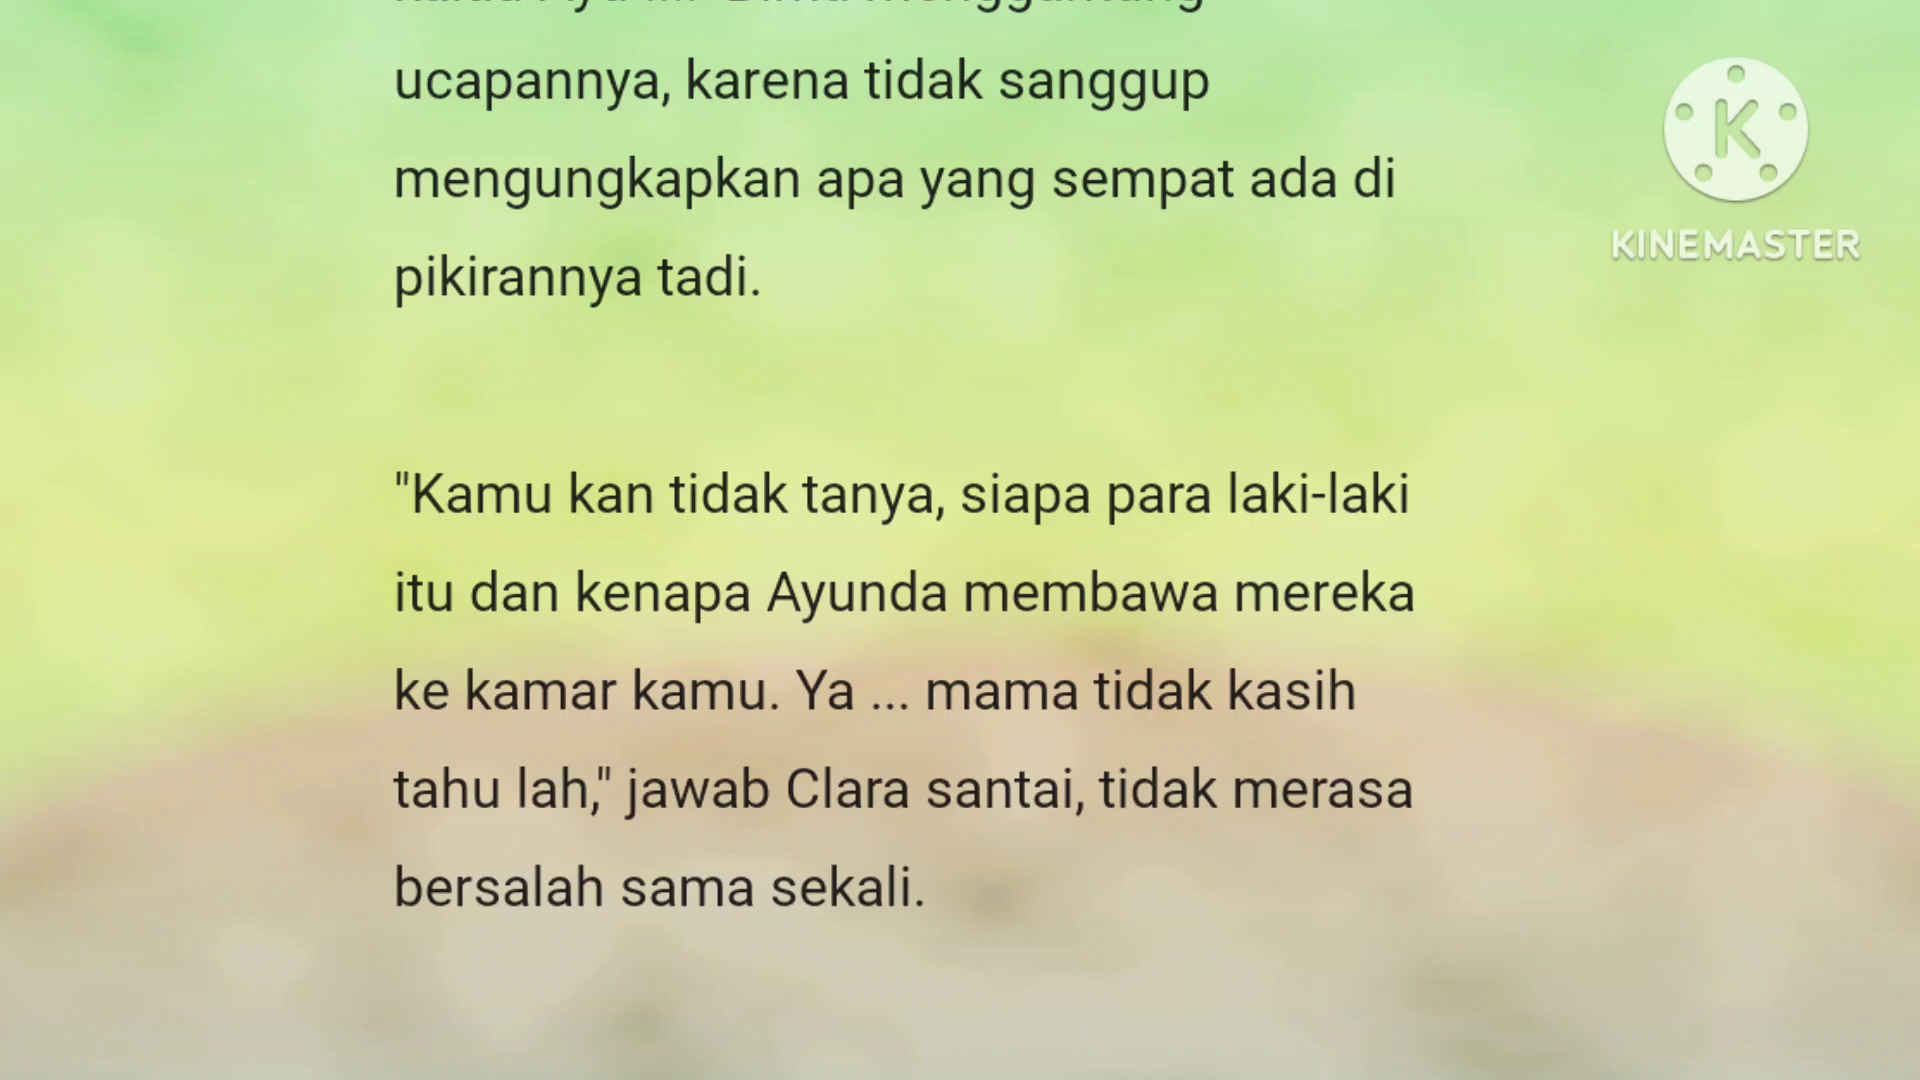 ucapannya, karena tidak sanggup
mengungkapkan apa yang sempat ada di
pikirannya tadi.
"Kamu kan tidak tanya, siapa para laki-laki
itu dan kenapa Ayunda membawa mereka
ke kamar kamu. Ya ... mama tidak kasih
tahu lah," jawab Clara santai, tidak merasa
bersalah sama sekali.
K
KINEMASTER